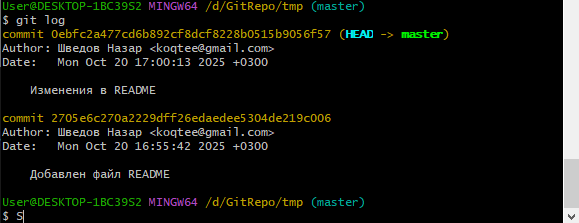 User@DESKTOP-1BC39S2 MINGW64 /d/GitRepo/tmp (master)
$ git log
commit 0ebfc2a477cd6b892cf8dcf8228b0515b9056f57 (HEAD -> master)
Author: Шведов Назар <koqtee@gmail.com>
Date:   Mon Oct 20 17:00:13 2025 +0300

    Изменения в README

commit 2705e6c270a2229dff26edaedee5304de219c006
Author: Шведов Назар <koqtee@gmail.com>
Date:   Mon Oct 20 16:55:42 2025 +0300

    Добавлен файл README

User@DESKTOP-1BC39S2 MINGW64 /d/GitRepo/tmp (master)
$ S